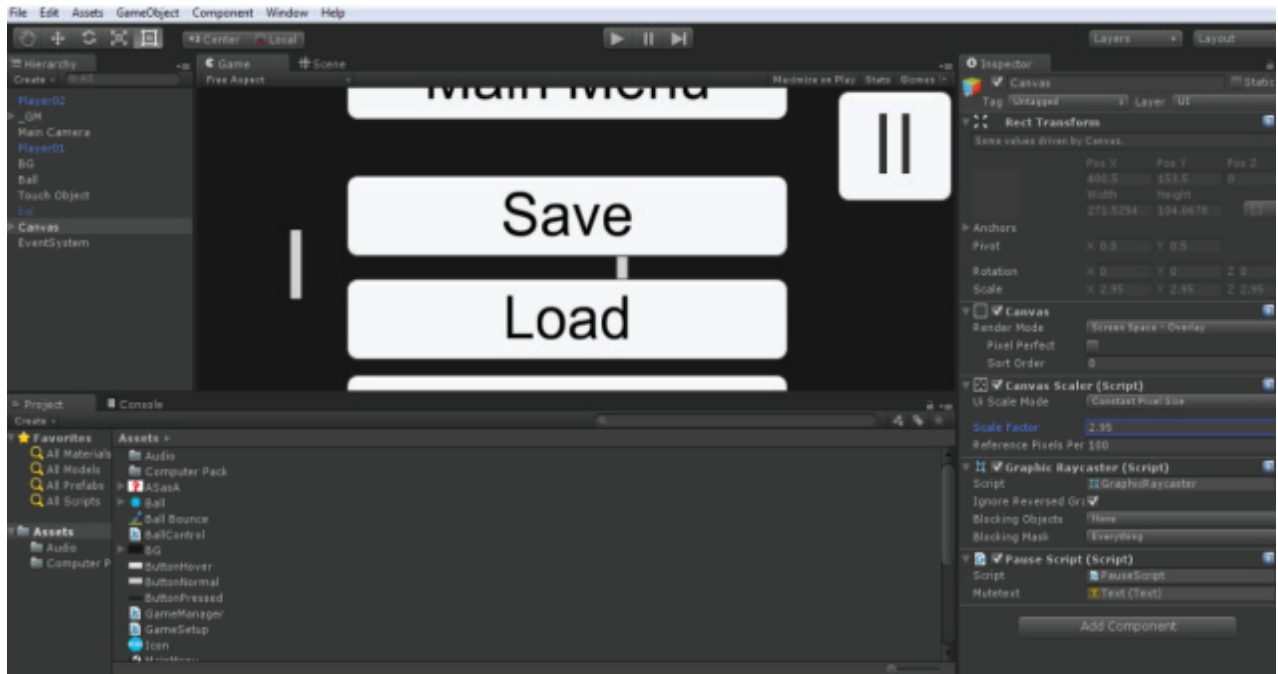 File Edit Assets GameObject Component Window Help
Center Local
Layers Layout
Hierarchy
Create All
Player02
_GM
Main Camera
Player01
BG
Ball
Touch Object
Canvas
EventSystem
Game Scene
Free Aspect Maximize on Play Stats Gizmos
Main Menu
Save
Load
Project Console
Create
Favorites
All Materials
All Models
All Prefabs
All Scripts
Assets
Audio
Computer P
Assets
Audio
Computer Pack
ASasA
Ball
Ball Bounce
BallControl
BG
ButtonHover
ButtonNormal
ButtonPressed
GameManager
GameSetup
Icon
MainMenu
Inspector
Canvas Static
Tag Untagged Layer UI
Rect Transform
Some values driven by Canvas.
Pos X Pos Y Pos Z
400.5 153.5 0
Width Height
271.5254 104.0678
Anchors
Pivot X 0.5 Y 0.5
Rotation X 0 Y 0 Z 0
Scale X 2.95 Y 2.95 Z 2.95
Canvas
Render Mode Screen Space - Overlay
Pixel Perfect
Sort Order 0
Canvas Scaler (Script)
Ui Scale Mode Constant Pixel Size
Scale Factor 2.95
Reference Pixels Per 100
Graphic Raycaster (Script)
Script GraphicRaycaster
Ignore Reversed Gr
Blocking Objects None
Blocking Mask Everything
Pause Script (Script)
Script PauseScript
Mutetext Text (Text)
Add Component